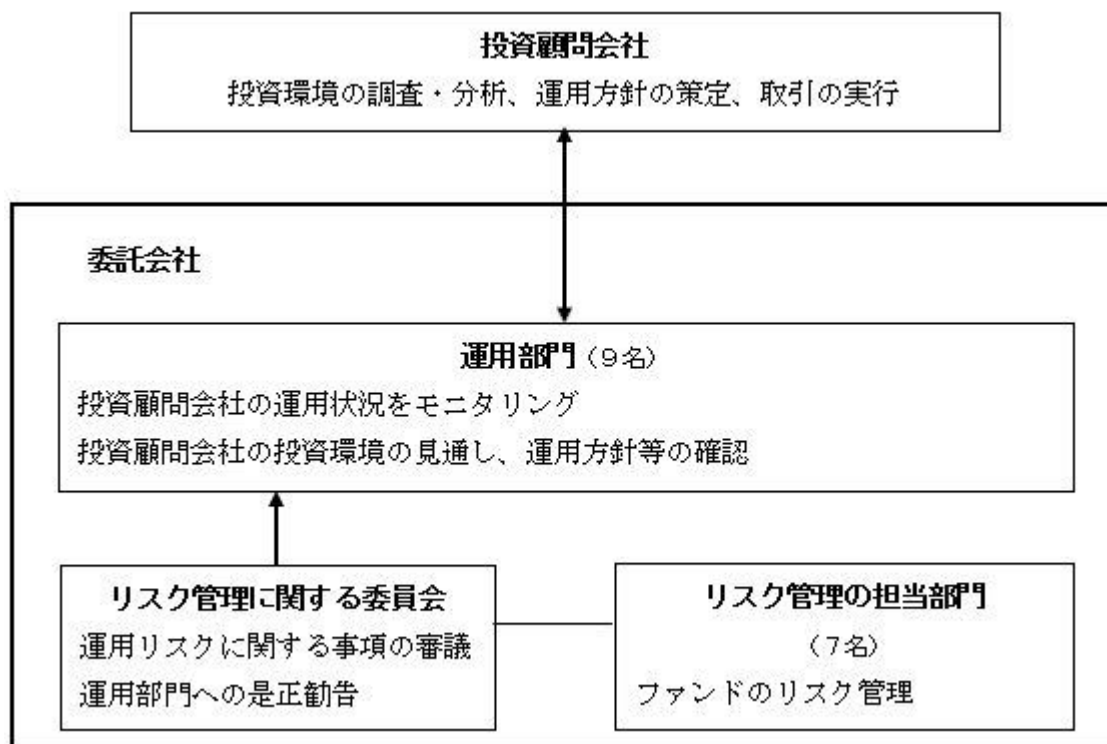 投資顧問会社
投資環境の調査・分析、運用方針の策定、取引の実行
委託会社
運用部門（９名）
投資顧問会社の運用状況をモニタリング
投資顧問会社の投資環境の見通し、運用方針等の確認
リスク管理に関する委員会
運用リスクに関する事項の審議
運用部門への是正勧告
リスク管理の担当部門
（７名）
ファンドのリスク管理